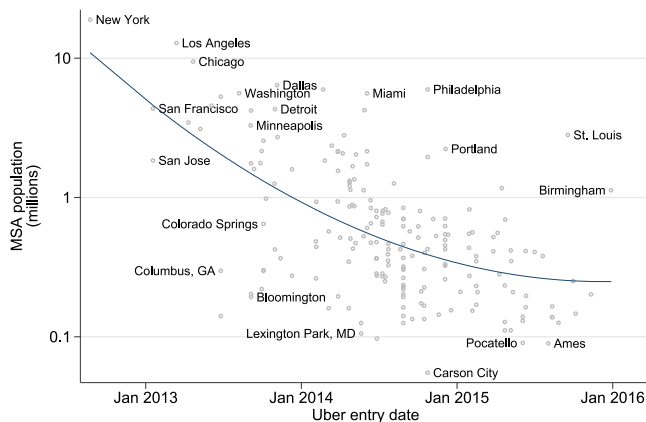 New York
Los Angeles
Chicago
10
Dallas
Washington
Miami
Philadelphia
San Francisco
Detroit
Minneapolis
St. Louis
Portland
San Jose
MSA population
(millions)
1
Birmingham
Colorado Springs
Columbus, GA
Bloomington
0.1
Lexington Park, MD
Pocatello
Ames
Carson City
Jan 2013
Jan 2014
Jan 2015
Jan 2016
Uber entry date